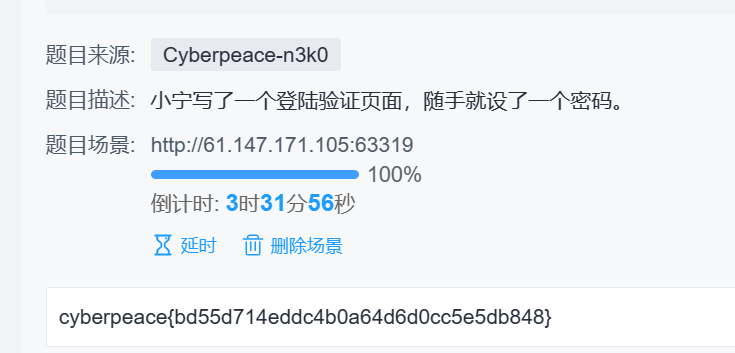 题目来源: Cyberpeace-n3k0
题目描述: 小宁写了一个登陆验证页面，随手就设了一个密码。
题目场景: http://61.147.171.105:63319
100%
倒计时: 3时31分56秒
延时 删除场景
cyberpeace{bd55d714eddc4b0a64d6d0cc5e5db848}